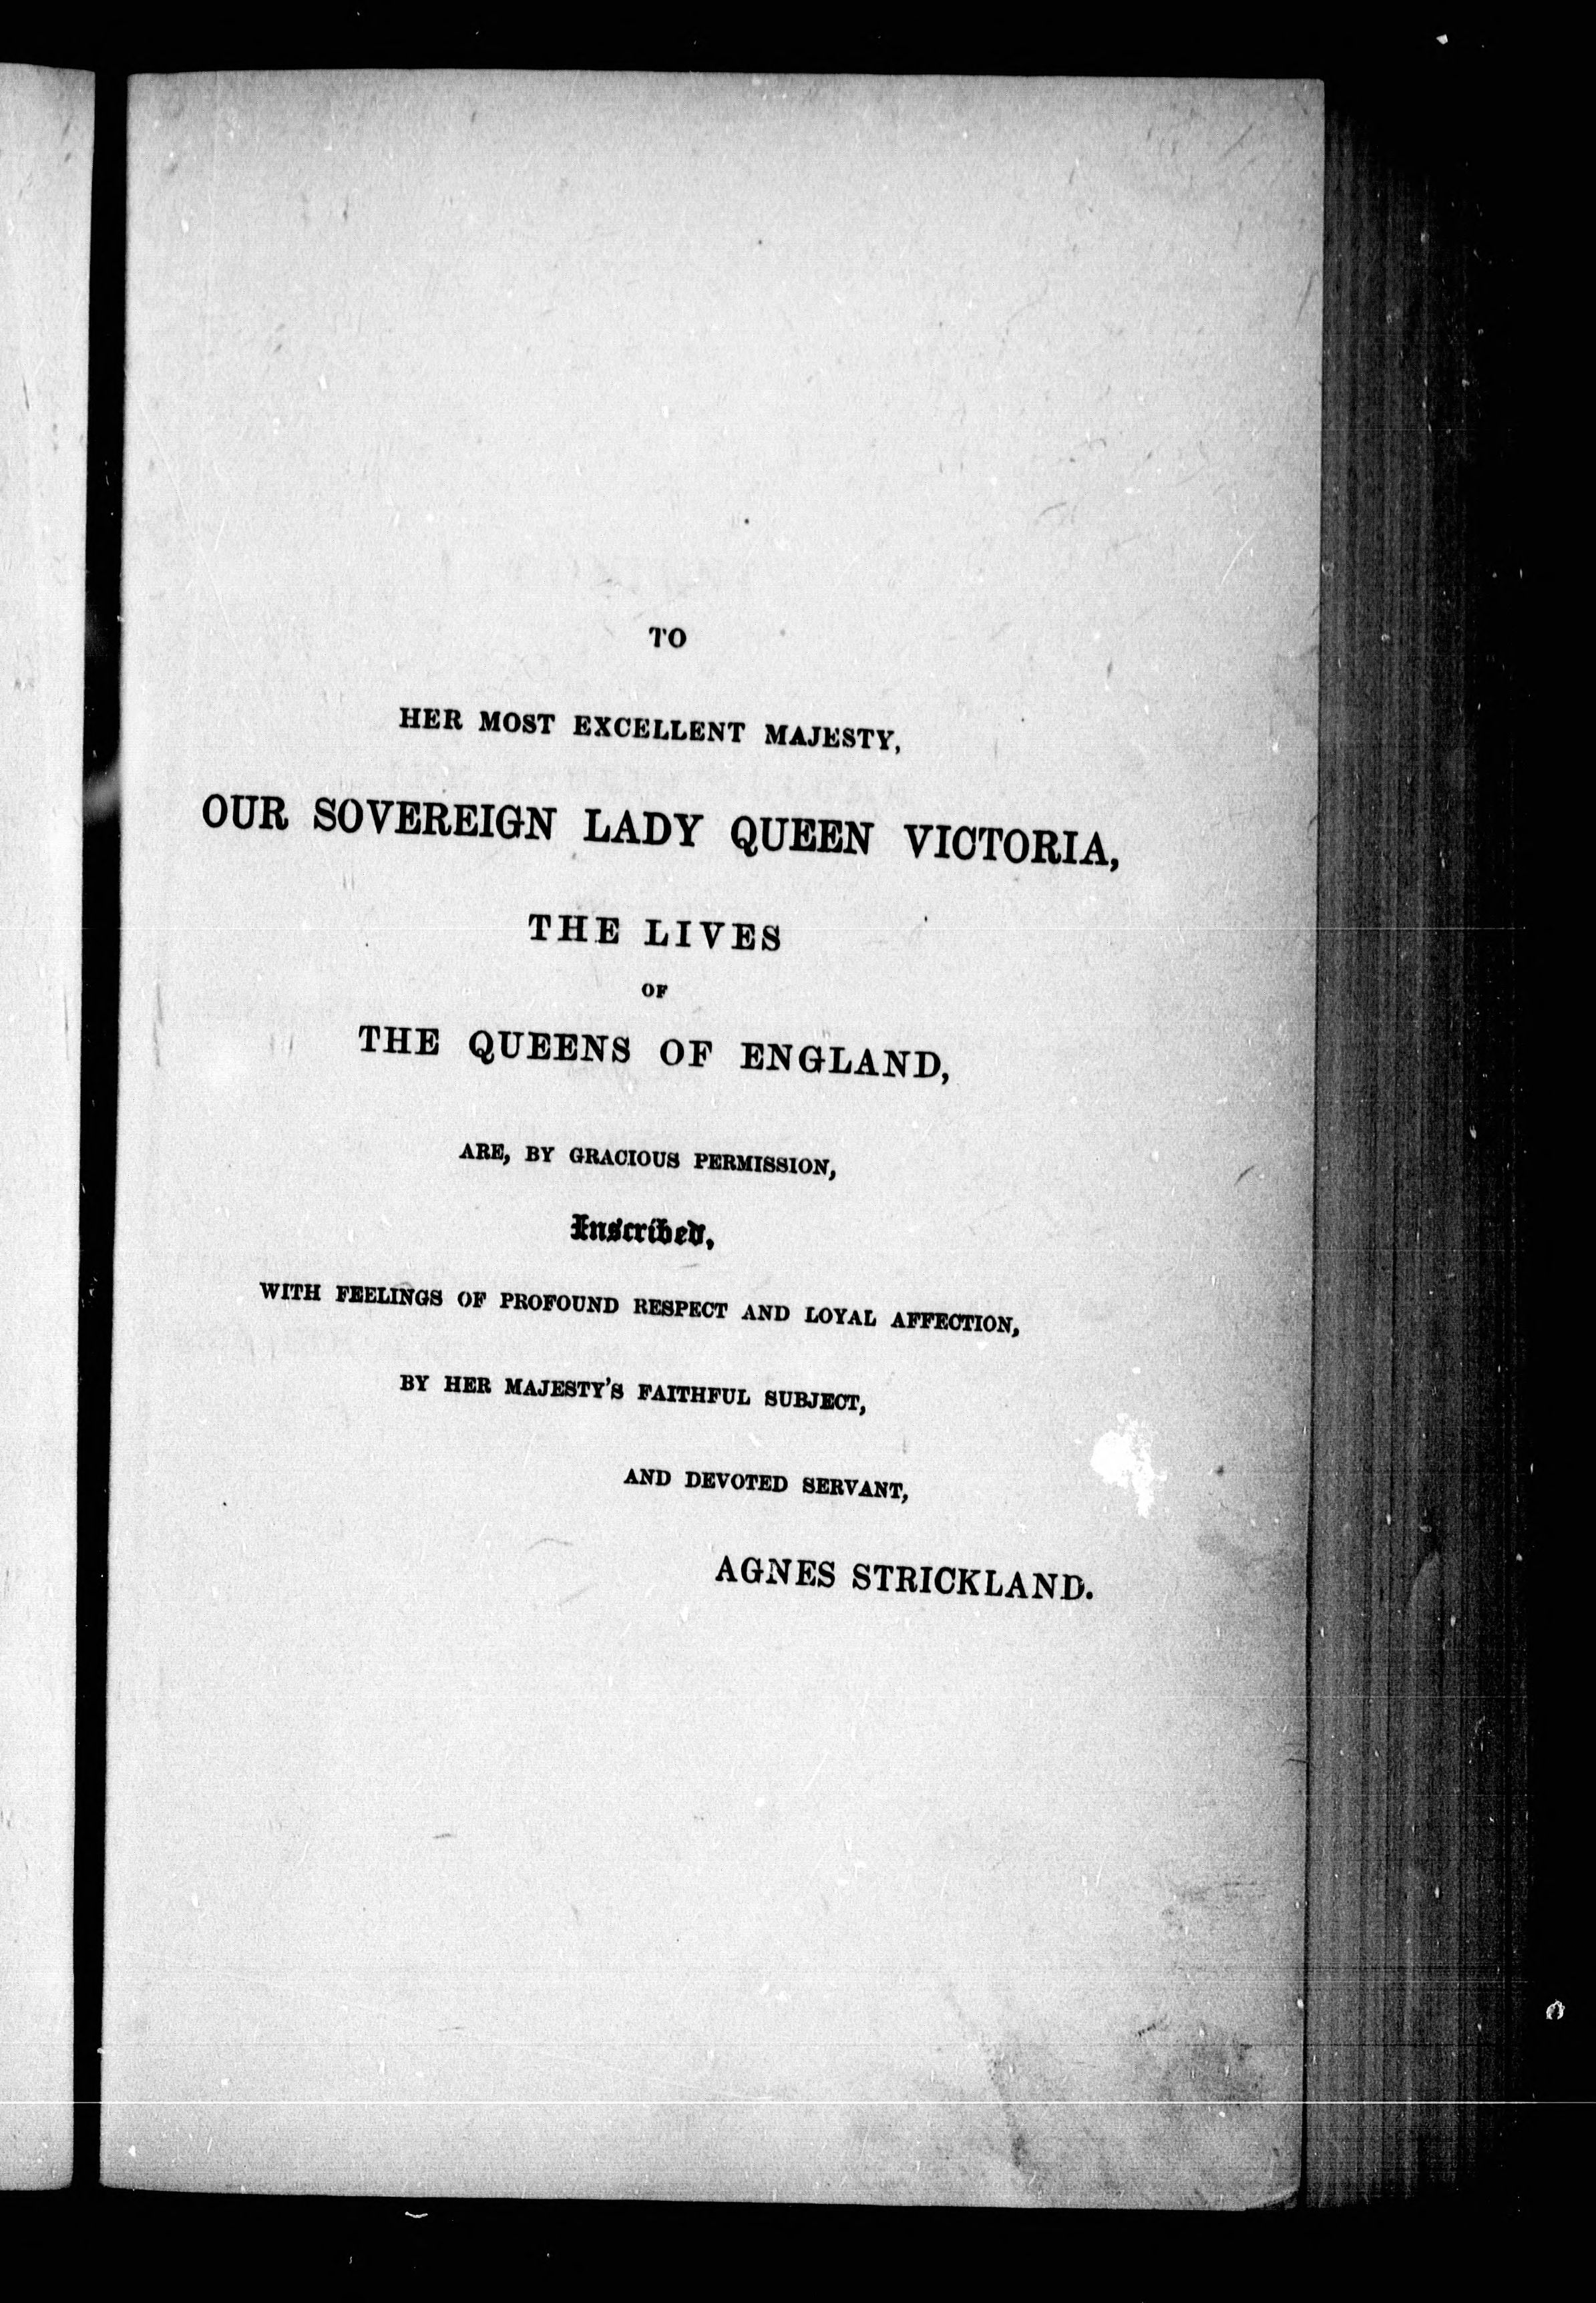 TO
HER MOST EXCELLENT MAJESTY,
OUR SOVEREIGN LADY QUEEN VICTORIA,
THE LIVES
OF
THE QUEENS OF ENGLAND,
ARE, BY GRACIOUS PERMISSION,
Inscribed,
WITH FEELINGS OF PROFOUND RESPECT AND LOYAL AFFECTION,
BY HER MAJESTY'S FAITHFUL SUBJECT,
AND DEVOTED SERVANT,
AGNES STRICKLAND.